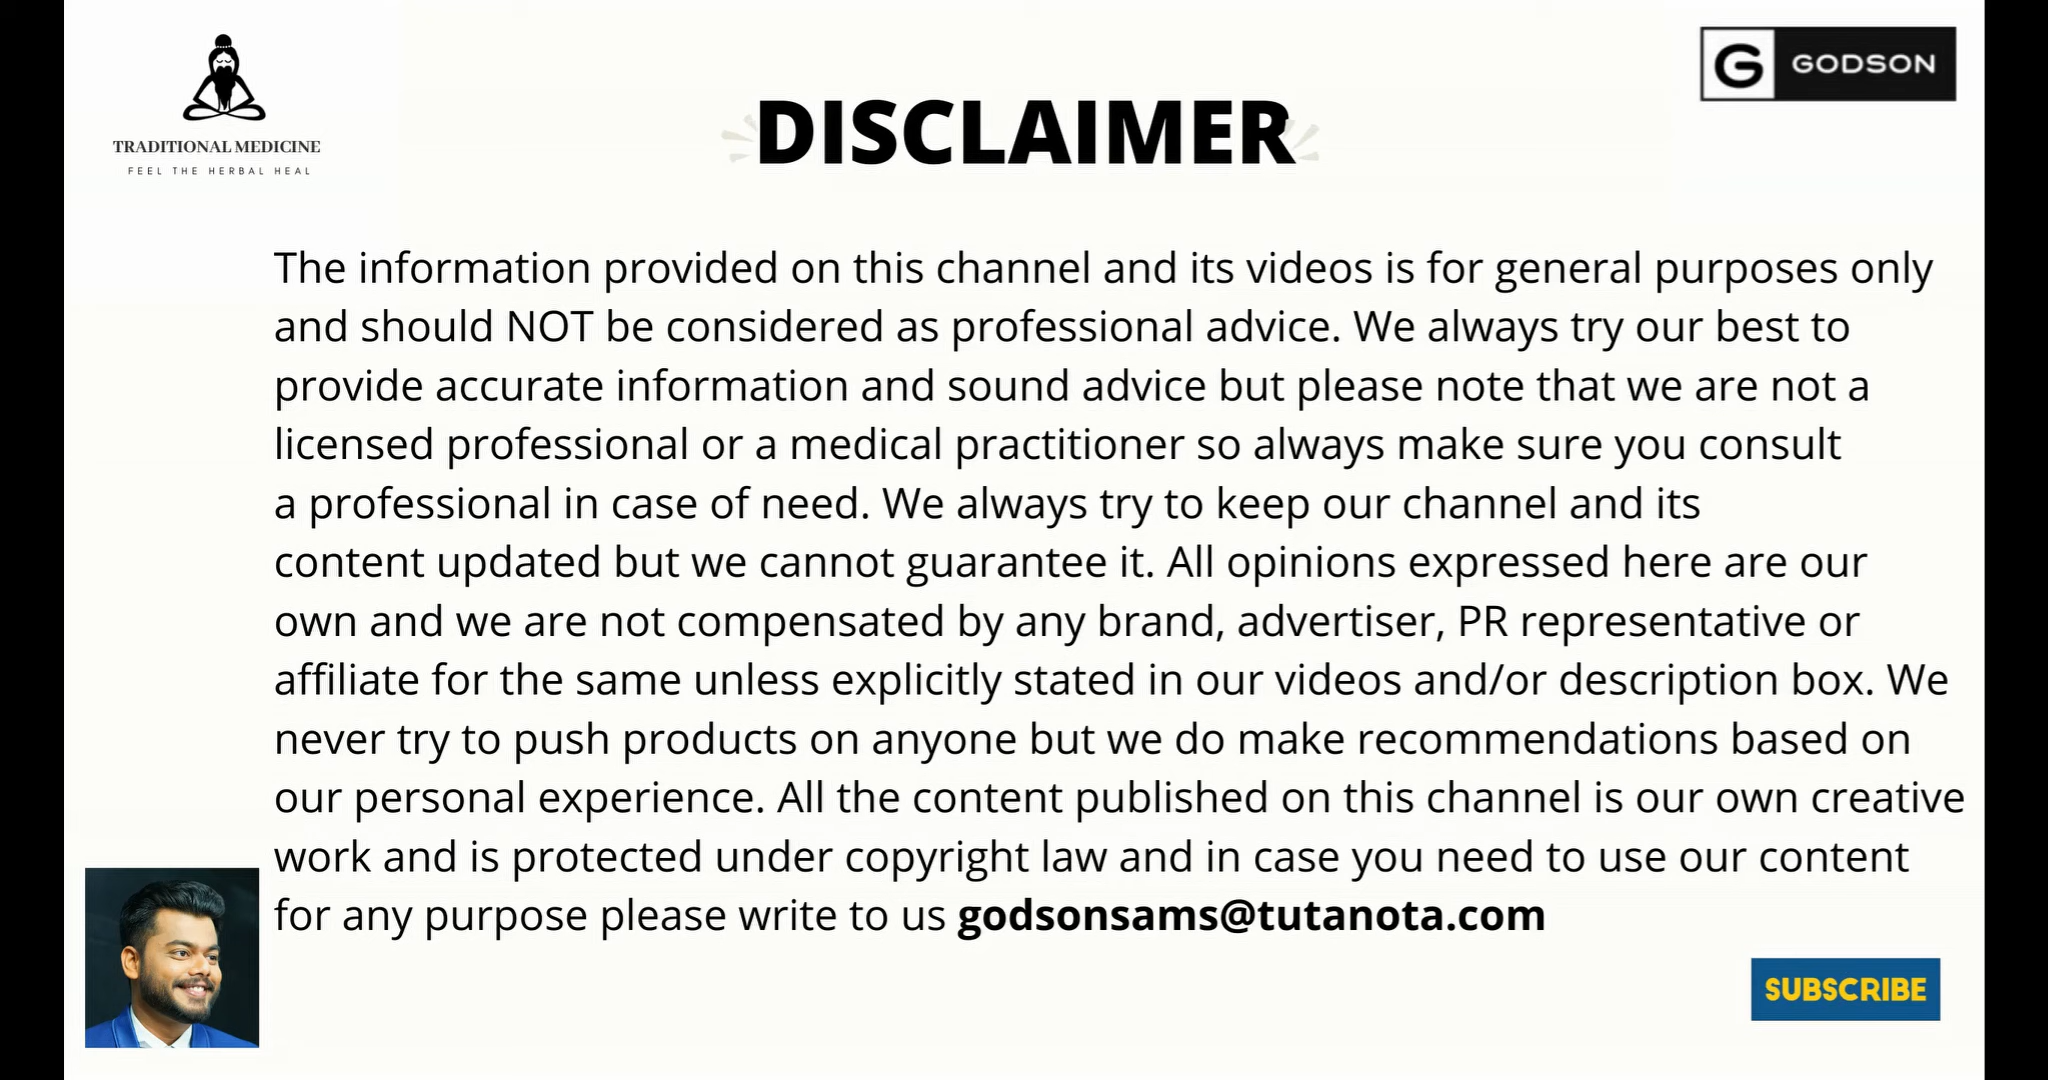 TRADITIONAL MEDICINE
FEEL THE HERBAL HEAL
G GODSON
DISCLAIMER
The information provided on this channel and its videos is for general purposes only
and should NOT be considered as professional advice. We always try our best to
provide accurate information and sound advice but please note that we are not a
licensed professional or a medical practitioner so always make sure you consult
a professional in case of need. We always try to keep our channel and its
content updated but we cannot guarantee it. All opinions expressed here are our
own and we are not compensated by any brand, advertiser, PR representative or
affiliate for the same unless explicitly stated in our videos and/or description box. We
never try to push products on anyone but we do make recommendations based on
our personal experience. All the content published on this channel is our own creative
work and is protected under copyright law and in case you need to use our content
for any purpose please write to us godsonsams@tutanota.com
SUBSCRIBE